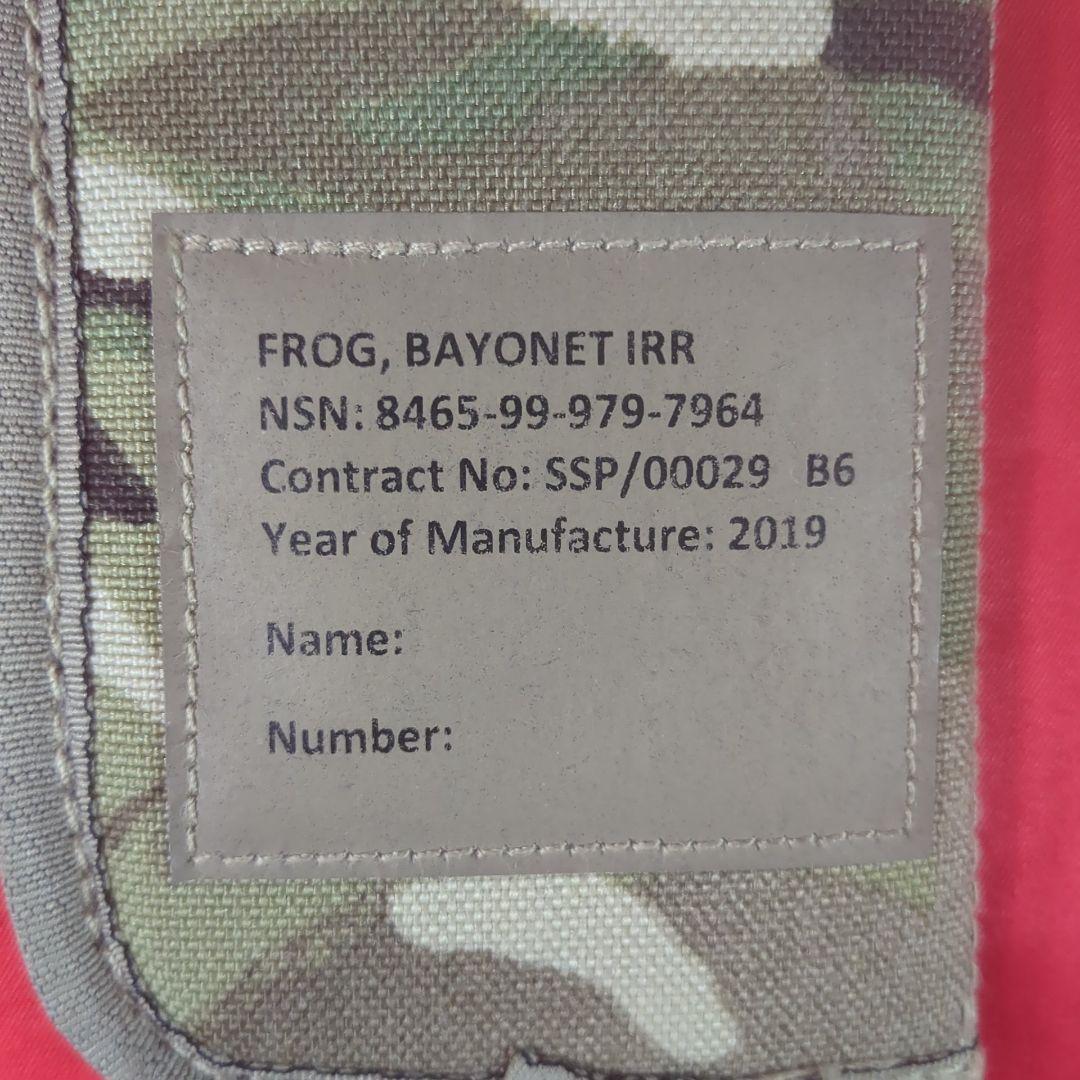 FROG, BAYONET IRR
NSN: 8465-99-979-7964
Contract No: SSP/00029 B6
Year of Manufacture: 2019
Name:
Number: